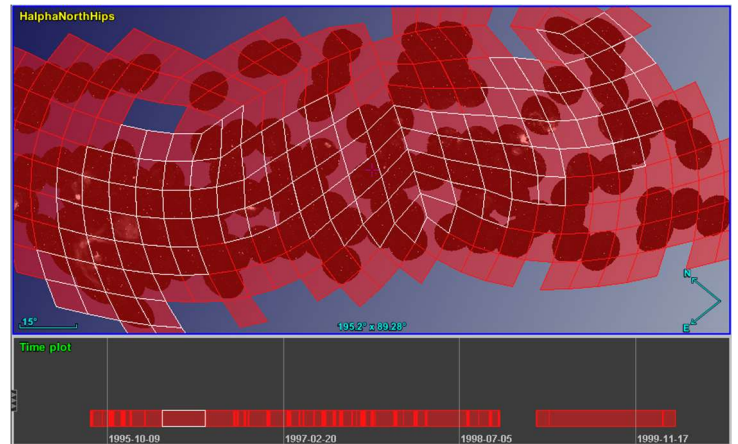 HalphaNorthHips
N
E
15°
195.2° x 89.28°
Time plot
1995-10-09
1997-02-20
1998-07-05
1999-11-17